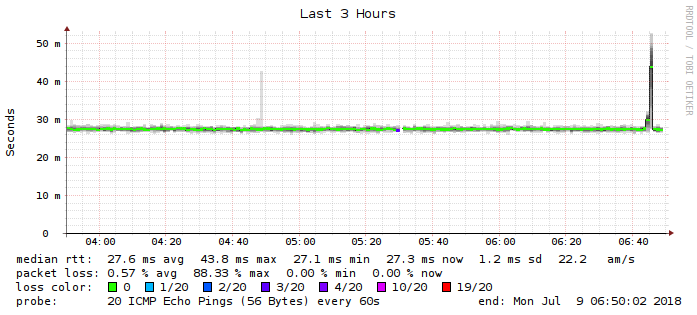 Last 3 Hours
RRDTOOL / TOBI OETIKER
Seconds
50 m
40 m
30 m
20 m
10 m
0
04:00 04:20 04:40 05:00 05:20 05:40 06:00 06:20 06:40
median rtt: 27.6 ms avg 43.8 ms max 27.1 ms min 27.3 ms now 1.2 ms sd 22.2 am/s
packet loss: 0.57 % avg 88.33 % max 0.00 % min 0.00 % now
loss color: 0 1/20 2/20 3/20 4/20 10/20 19/20
probe: 20 ICMP Echo Pings (56 Bytes) every 60s end: Mon Jul 9 06:50:02 2018